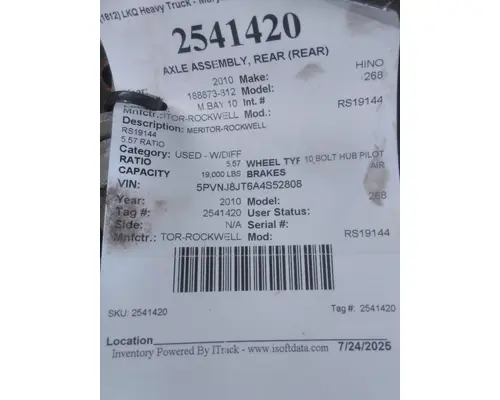 (1812) LKQ Heavy Truck -
2541420
AXLE ASSEMBLY, REAR (REAR)
2010 Make: HINO
188873-812 Model: 268
M BAY 10 Int. #
Mnfctr.: TOR-ROCKWELL Mod.: RS19144
Description: MERITOR-ROCKWELL
RS19144
5.57 RATIO
Category: USED - W/DIFF
RATIO 5.57 WHEEL TYP 10 BOLT HUB PILOT
CAPACITY 19,000 LBS BRAKES AIR
VIN: 5PVNJ8JT6A4S52808
Year: 2010 Model: 268
Tag #: 2541420 User Status:
Side: N/A Serial #:
Mnfctr.: TOR-ROCKWELL Mod: RS19144
SKU: 2541420 Tag #: 2541420
Location
Inventory Powered By ITrack - www.isoftdata.com 7/24/2025